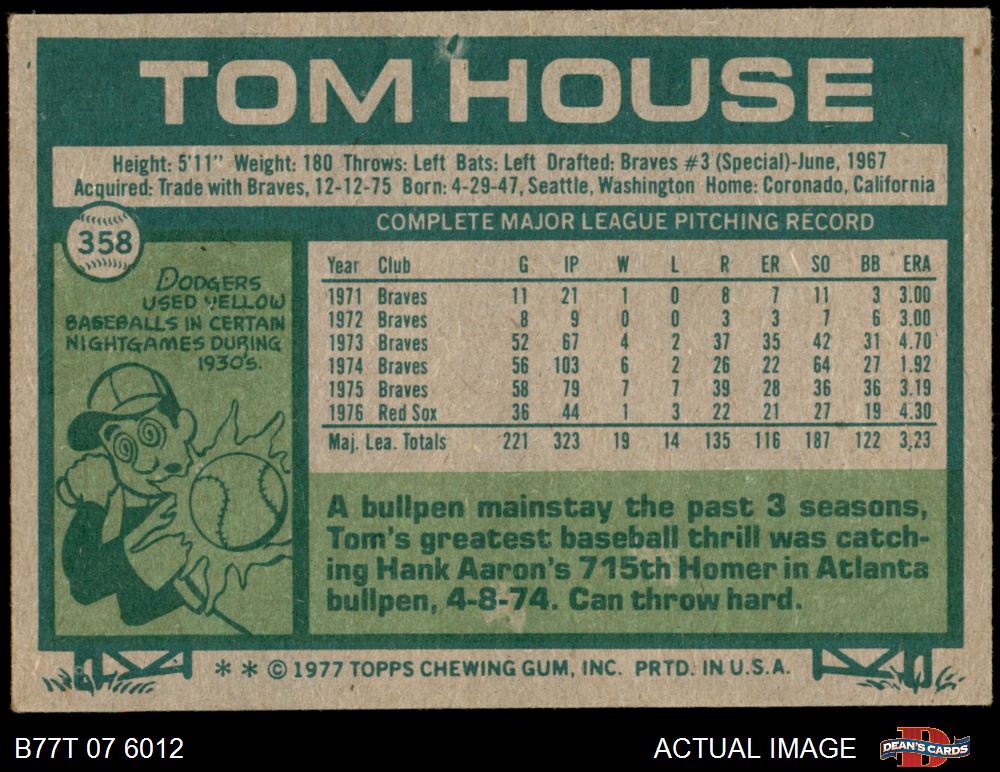 TOM HOUSE
Height: 5'11" Weight: 180 Throws: Left Bats: Left Drafted: Braves #3 (Special)-June, 1967
Acquired: Trade with Braves, 12-12-75 Born: 4-29-47, Seattle, Washington Home: Coronado, California
COMPLETE MAJOR LEAGUE PITCHING RECORD
358
DODGERS
USED YELLOW
BASEBALLS IN CERTAIN
NIGHTGAMES DURING
1930'S.
Year Club G IP W L R ER SO BB ERA
1971 Braves 11 21 1 0 8 7 11 3 3.00
1972 Braves 8 9 0 0 3 3 7 6 3.00
1973 Braves 52 67 4 2 37 35 42 31 4.70
1974 Braves 56 103 6 2 26 22 64 27 1.92
1975 Braves 58 79 7 7 39 28 36 36 3.19
1976 Red Sox 36 44 1 3 22 21 27 19 4.30
Maj. Lea. Totals 221 323 19 14 135 116 187 122 3.23
A bullpen mainstay the past 3 seasons,
Tom's greatest baseball thrill was catch-
ing Hank Aaron's 715th Homer in Atlanta
bullpen, 4-8-74. Can throw hard.
* * © 1977 TOPPS CHEWING GUM, INC. PRTD. IN U.S.A.
B77T 07 6012
ACTUAL IMAGE
D
DEAN'S CARDS